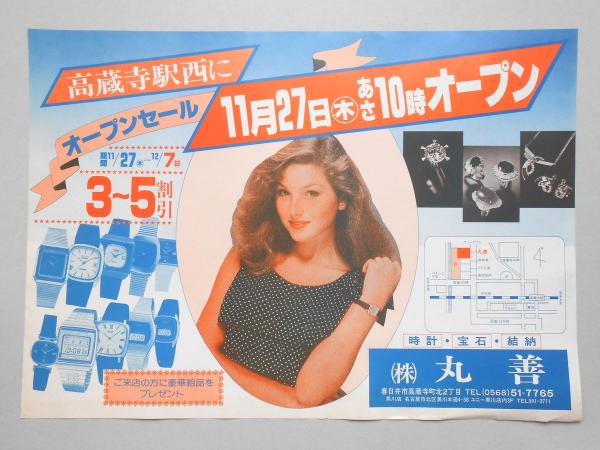 高蔵寺駅西に
11月27日㊍あさ10時オープン
オープンセール
期間11/27㊍〜12/7日
3〜5割引
ご来店の方に豪華粗品を
プレゼント
丸善
P
時計・宝石・結納
㈱丸善
春日井市高蔵寺町北2丁目 TEL(0568)51-7765